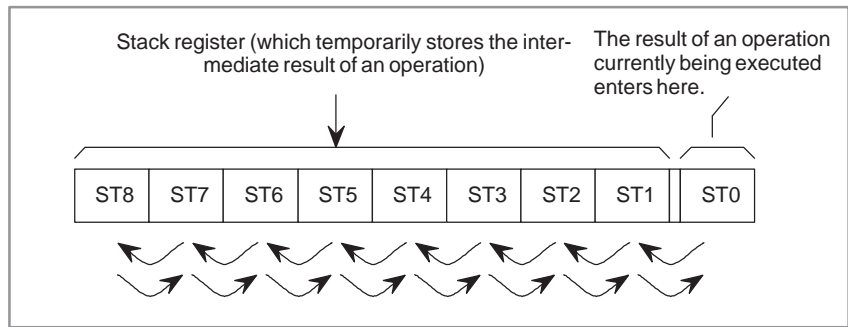 Stack register (which temporarily stores the inter-
mediate result of an operation)
The result of an operation
currently being executed
enters here.
ST8 ST7 ST6 ST5 ST4 ST3 ST2 ST1 ST0